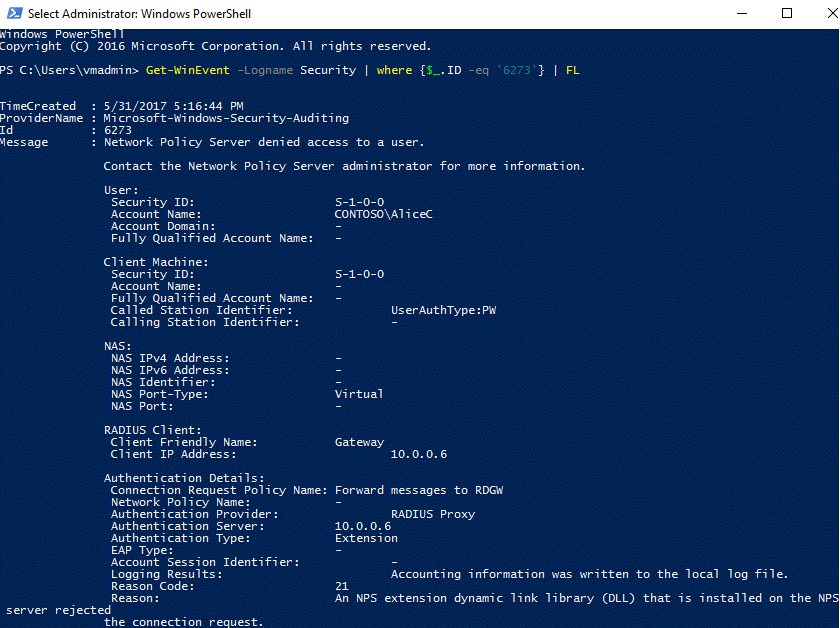 Select Administrator: Windows PowerShell
Windows PowerShell
Copyright (C) 2016 Microsoft Corporation. All rights reserved.
PS C:\Users\vmadmin> Get-WinEvent -Logname Security | where {$_.ID -eq '6273'} | FL
TimeCreated : 5/31/2017 5:16:44 PM
ProviderName : Microsoft-Windows-Security-Auditing
Id : 6273
Message : Network Policy Server denied access to a user.
Contact the Network Policy Server administrator for more information.
User:
Security ID: S-1-0-0
Account Name: CONTOSO\AliceC
Account Domain: -
Fully Qualified Account Name: -
Client Machine:
Security ID: S-1-0-0
Account Name: -
Fully Qualified Account Name: -
Called Station Identifier: UserAuthType:PW
Calling Station Identifier: -
NAS:
NAS IPv4 Address: -
NAS IPv6 Address: -
NAS Identifier: -
NAS Port-Type: Virtual
NAS Port: -
RADIUS Client:
Client Friendly Name: Gateway
Client IP Address: 10.0.0.6
Authentication Details:
Connection Request Policy Name: Forward messages to RDGW
Network Policy Name: -
Authentication Provider: RADIUS Proxy
Authentication Server: 10.0.0.6
Authentication Type: Extension
EAP Type: -
Account Session Identifier: -
Logging Results: Accounting information was written to the local log file.
Reason Code: 21
Reason: An NPS extension dynamic link library (DLL) that is installed on the NPS
server rejected
the connection request.